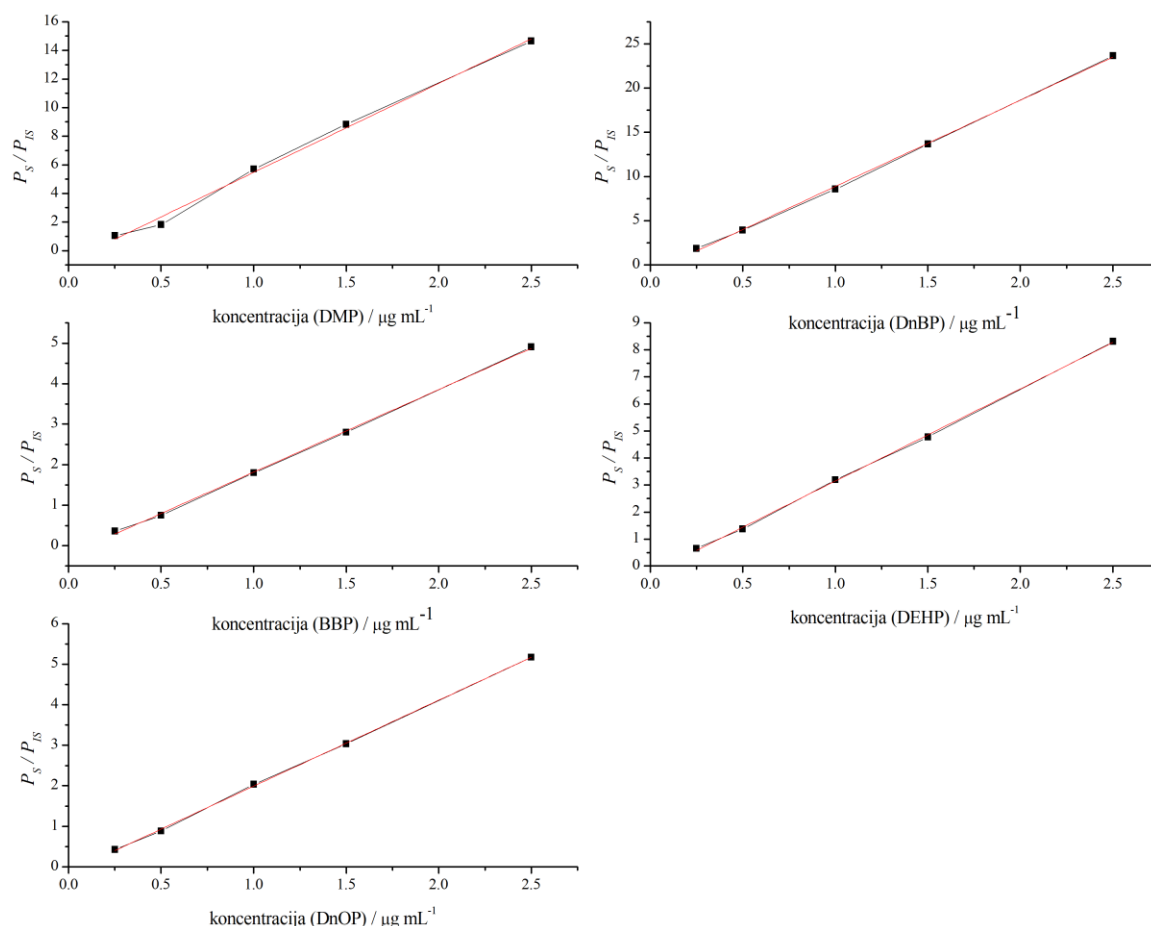 16
14
12
10
8
6
4
2
0
P_S / P_IS
0.0 0.5 1.0 1.5 2.0 2.5
koncentracija (DMP) / μg mL⁻¹
25
20
15
10
5
0
P_S / P_IS
0.0 0.5 1.0 1.5 2.0 2.5
koncentracija (DnBP) / μg mL⁻¹
5
4
3
2
1
0
P_S / P_IS
0.0 0.5 1.0 1.5 2.0 2.5
koncentracija (BBP) / μg mL⁻¹
9
8
7
6
5
4
3
2
1
0
P_S / P_IS
0.0 0.5 1.0 1.5 2.0 2.5
koncentracija (DEHP) / μg mL⁻¹
6
5
4
3
2
1
0
P_S / P_IS
0.0 0.5 1.0 1.5 2.0 2.5
koncentracija (DnOP) / μg mL⁻¹